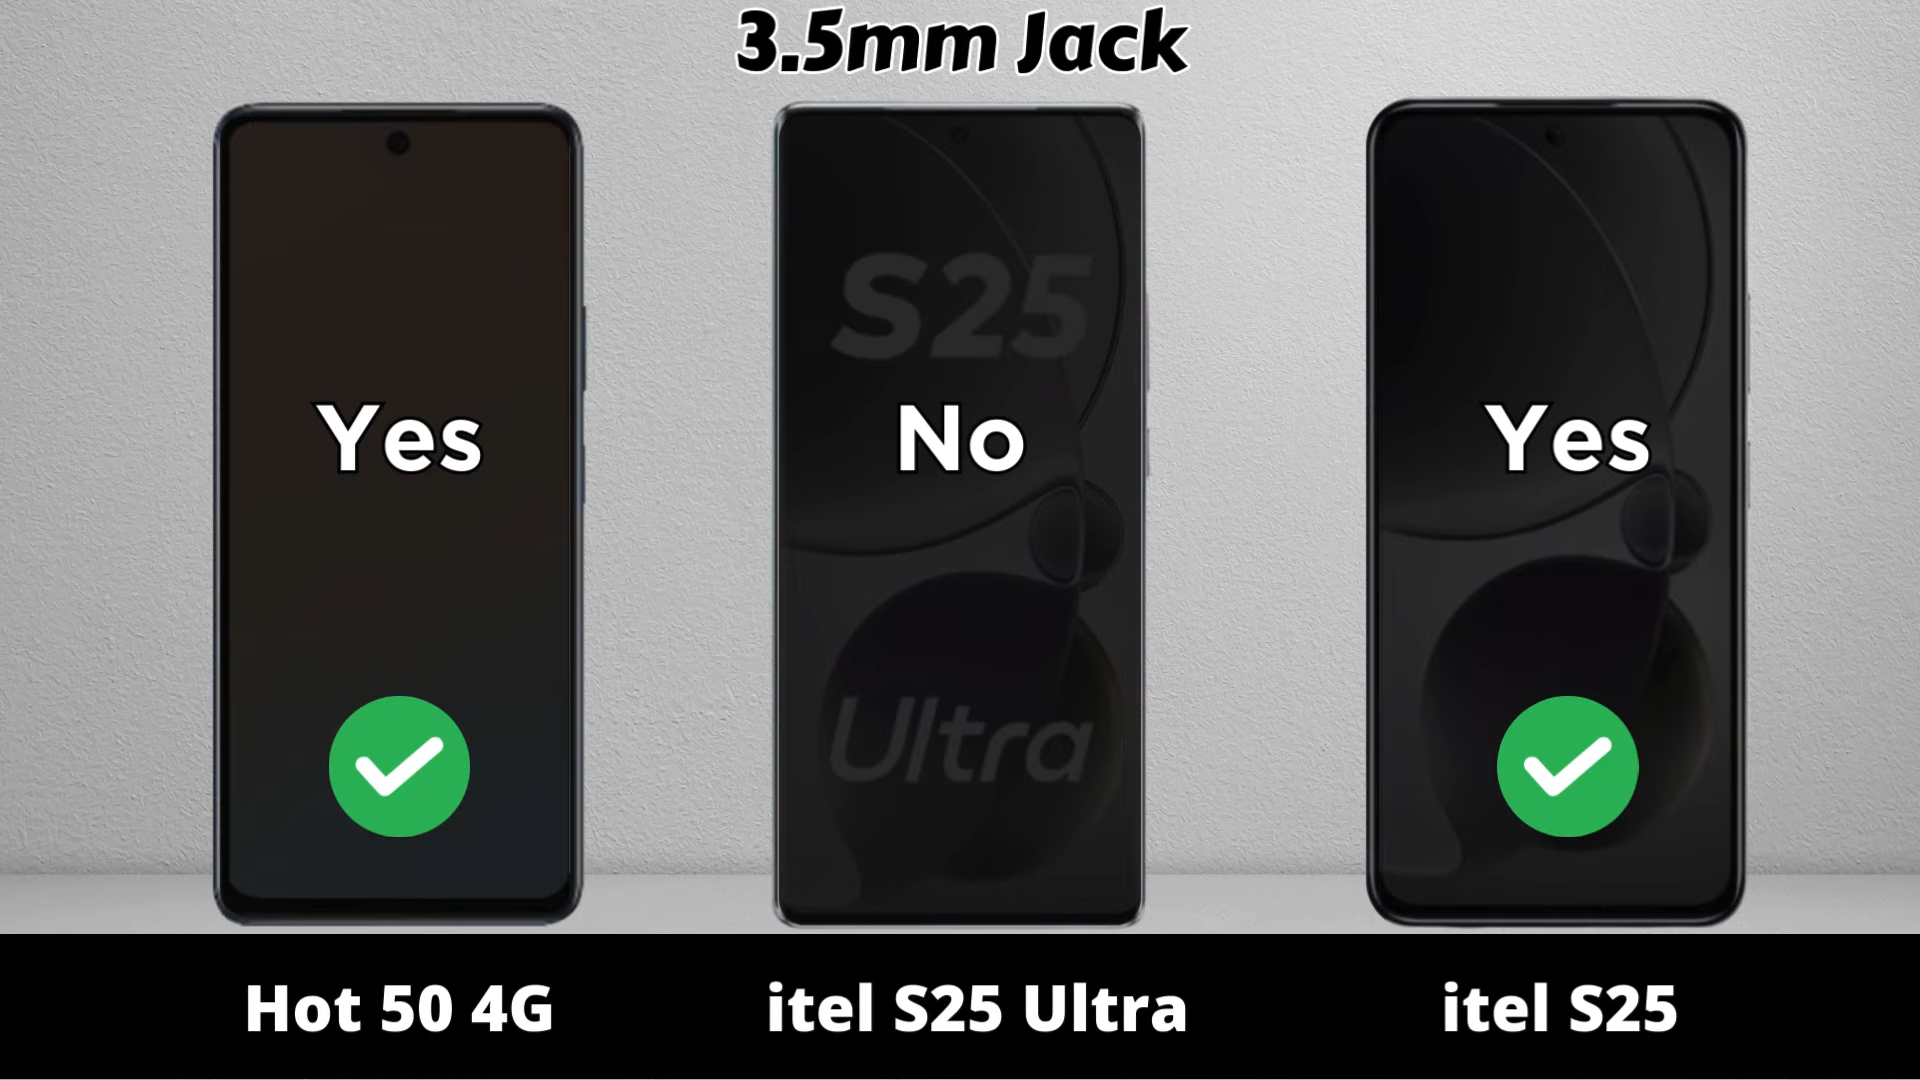 3.5mm Jack
S25
Yes
No
Yes
Ultra
Hot 50 4G
itel S25 Ultra
itel S25